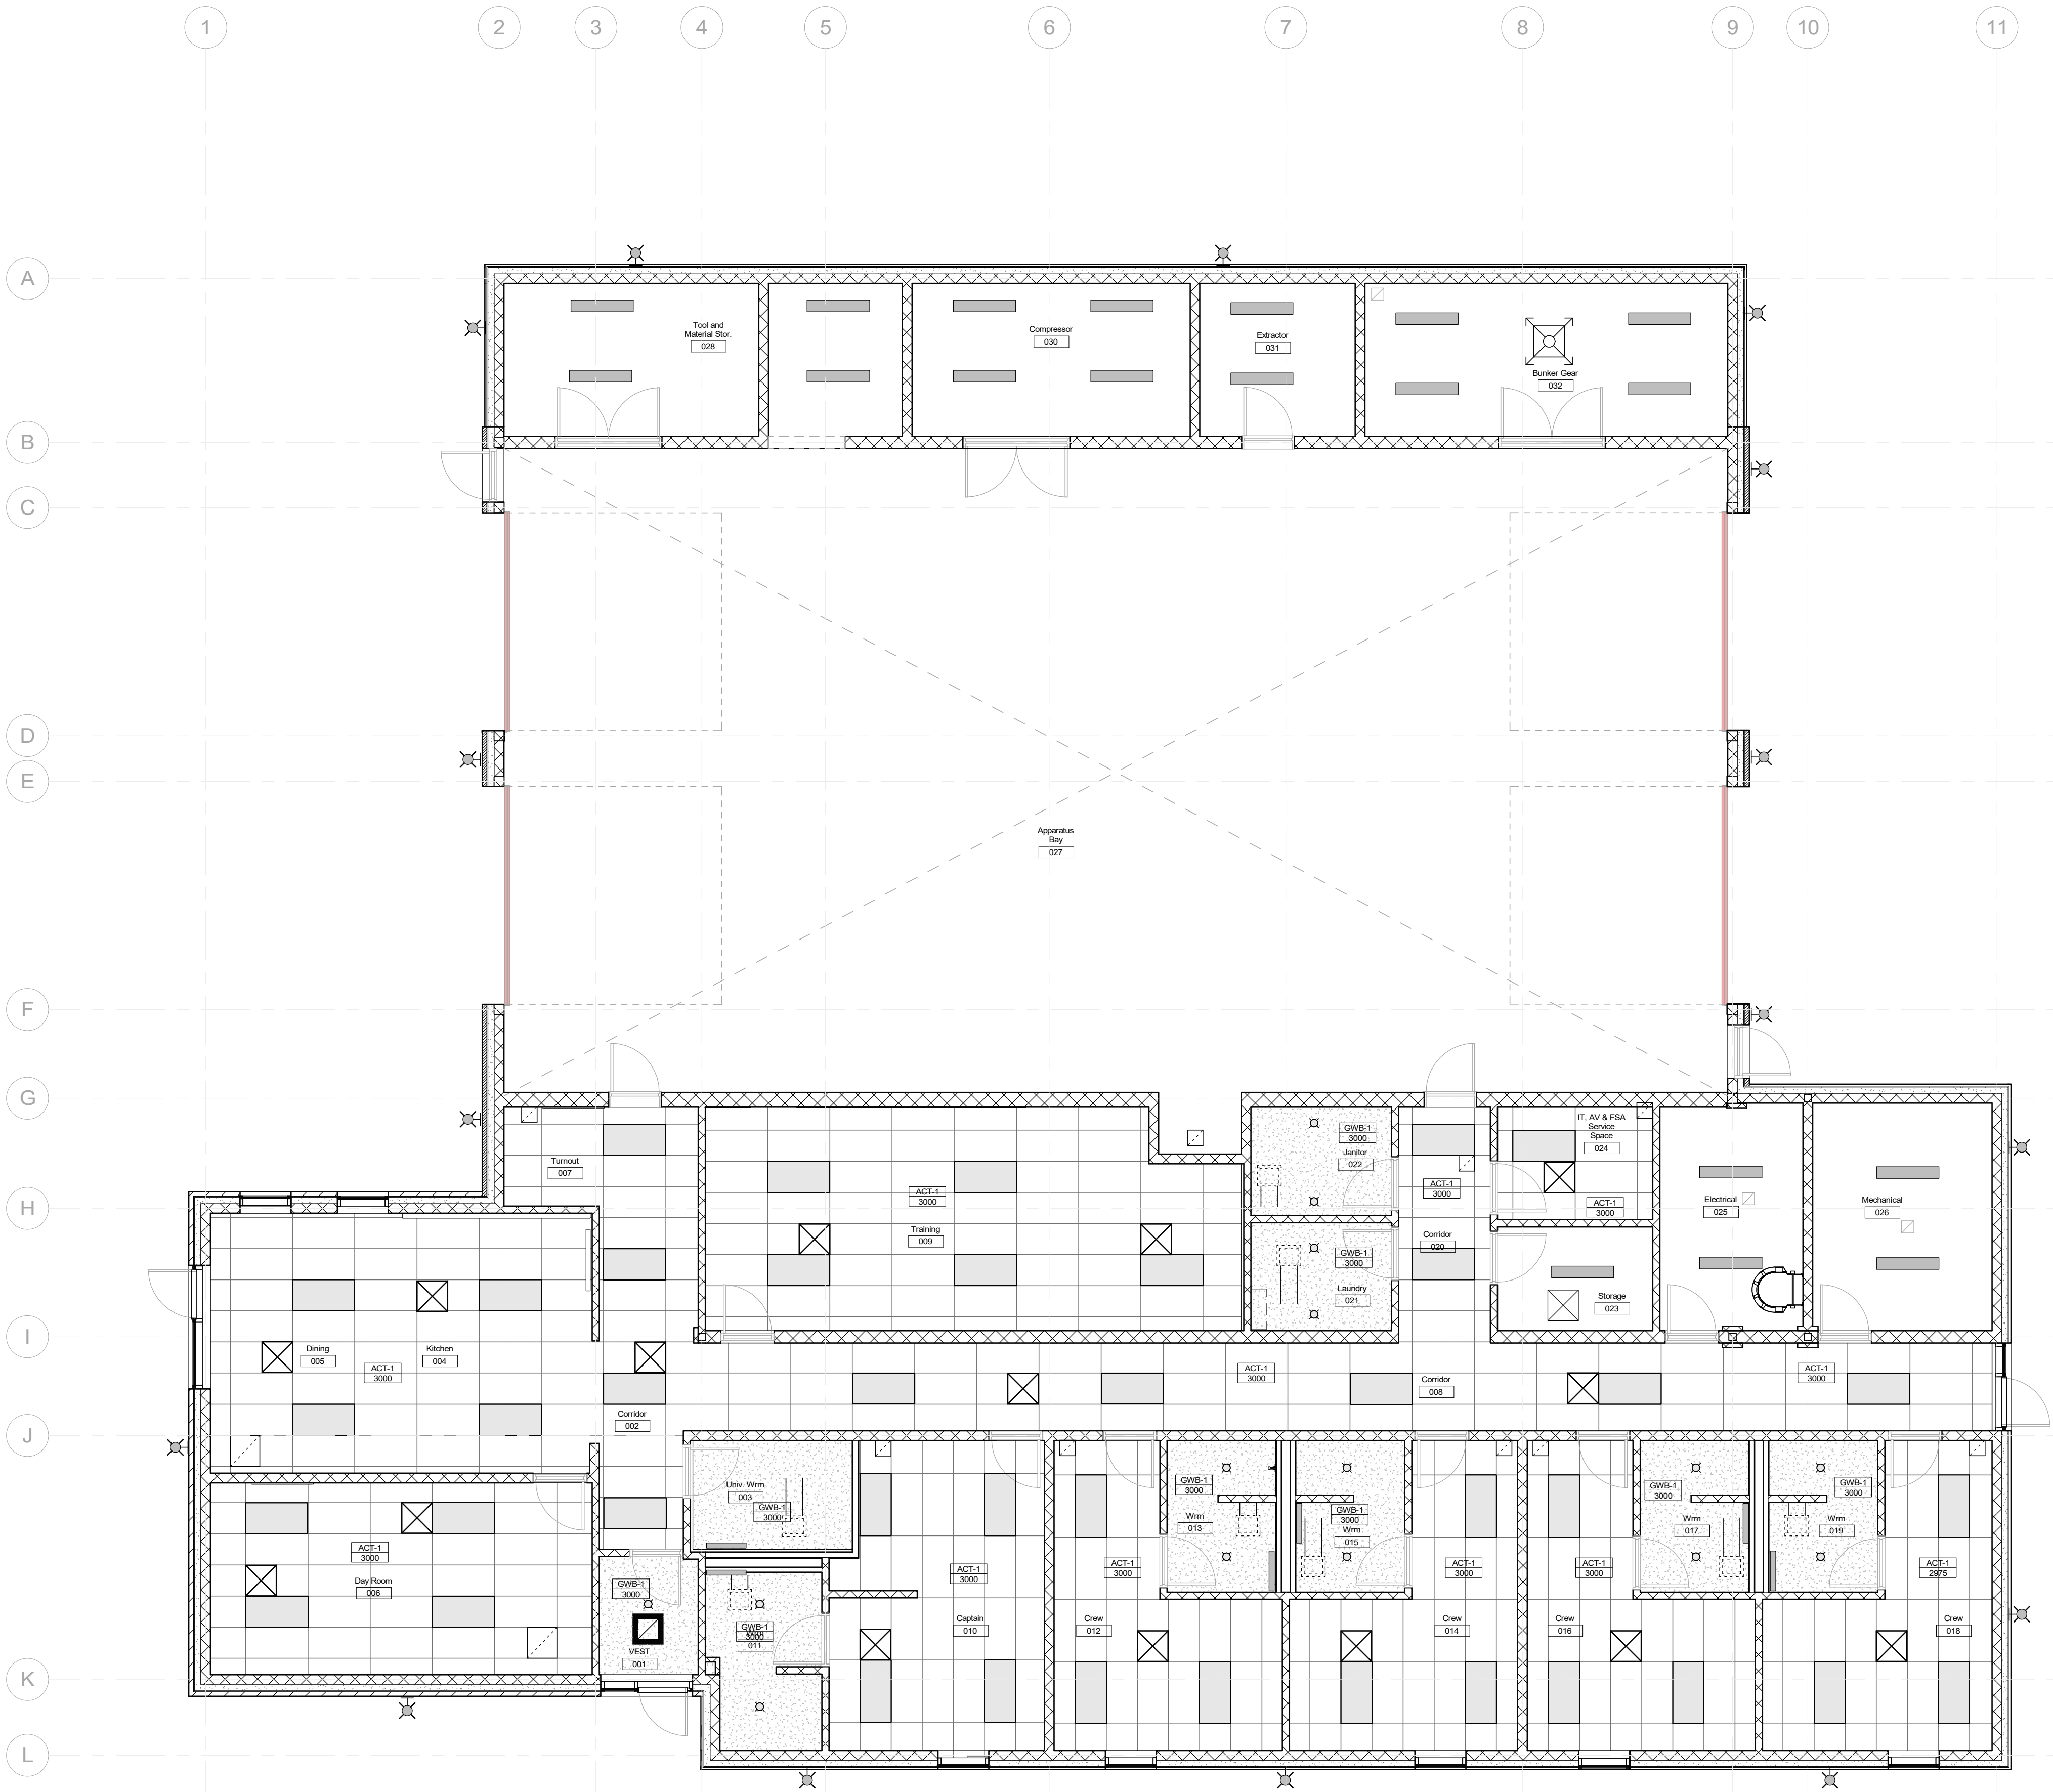 1
2
3
4
5
6
7
8
9
10
11
A
B
C
D
E
F
G
H
I
J
K
L
Tool and
Material Stor.
028
Compressor
030
Extractor
031
Bunker Gear
032
Apparatus
Bay
027
Turnout
007
ACT-1
3000
Training
009
GWB-1
3000
Janitor
022
GWB-1
3000
Laundry
021
ACT-1
3000
Corridor
020
IT, AV & FSA
Service
Space
024
ACT-1
3000
Storage
023
Electrical
025
Mechanical
026
Dining
005
Kitchen
004
ACT-1
3000
Corridor
002
ACT-1
3000
Corridor
008
ACT-1
3000
ACT-1
3000
Day Room
006
Univ. Wrm
003
GWB-1
3000
GWB-1
3000
VEST
001
GWB-1
3000
Wrm
011
ACT-1
3000
Captain
010
ACT-1
3000
Crew
012
GWB-1
3000
Wrm
013
GWB-1
3000
Wrm
015
ACT-1
3000
Crew
014
ACT-1
3000
Crew
016
GWB-1
3000
Wrm
017
GWB-1
3000
Wrm
019
ACT-1
2975
Crew
018